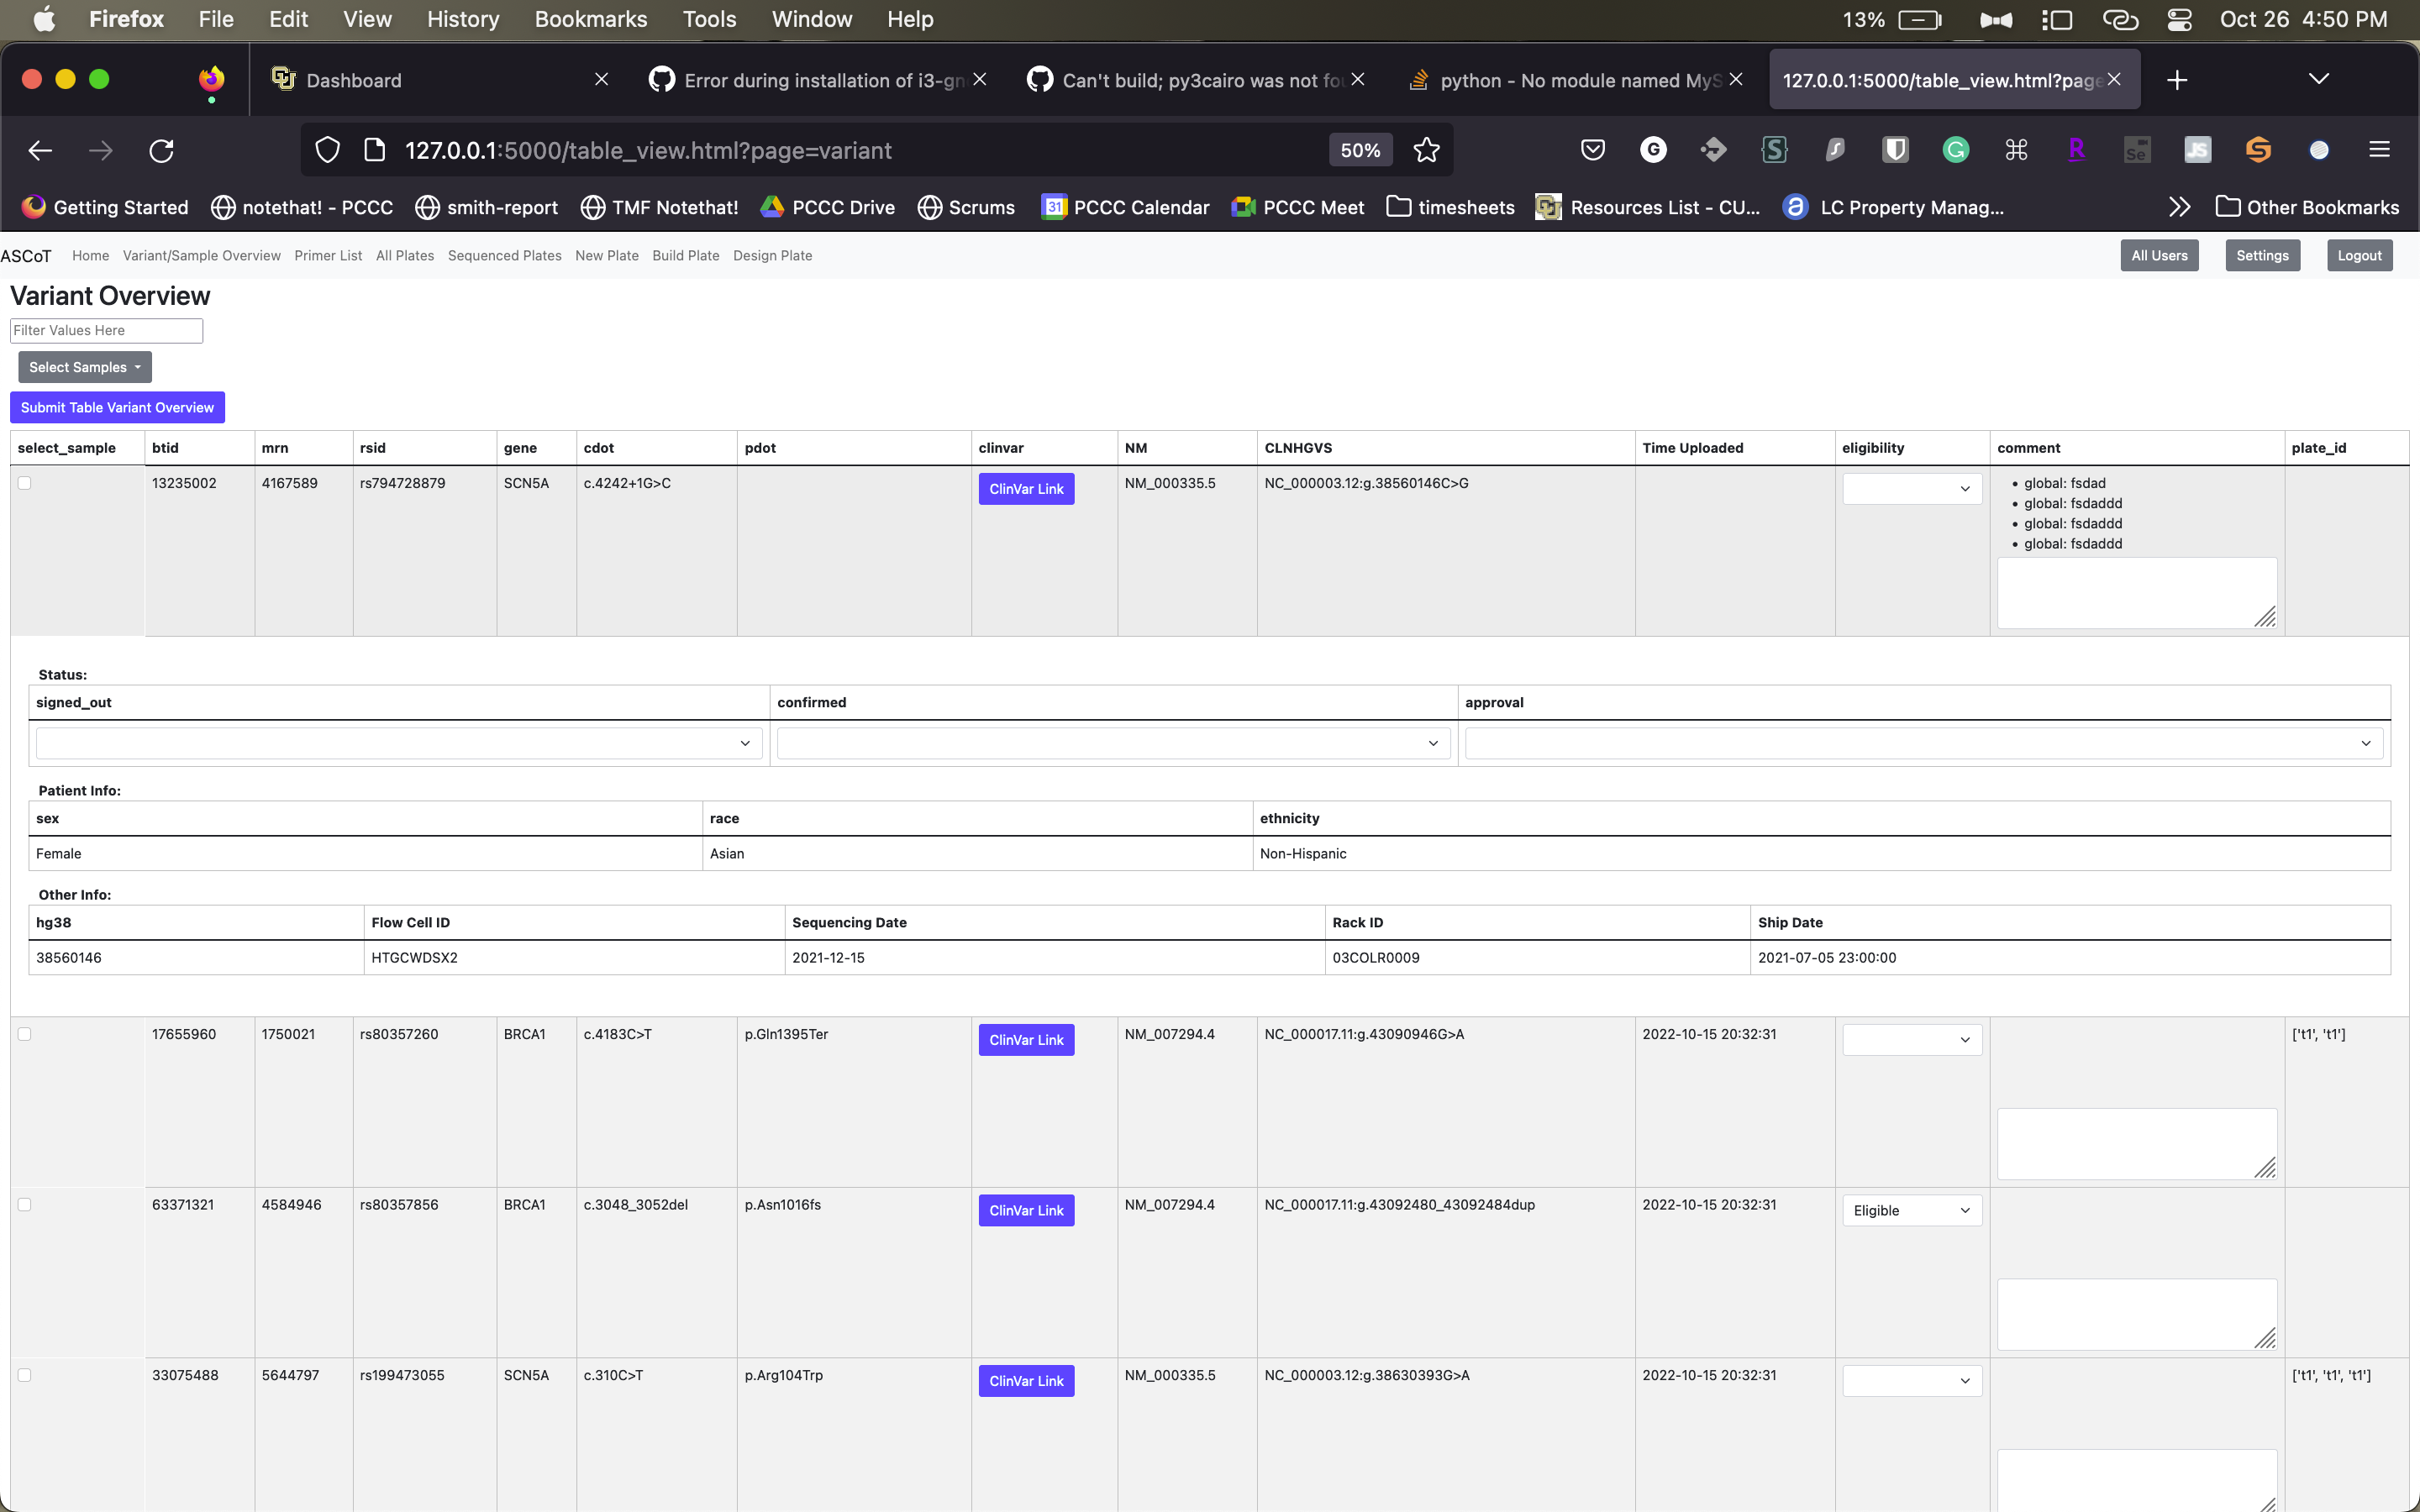 Firefox File Edit View History Bookmarks Tools Window Help 13% Oct 26 4:50 PM
Dashboard Error during installation of i3-gn Can't build; py3cairo was not fou python - No module named MyS 127.0.0.1:5000/table_view.html?page
127.0.0.1:5000/table_view.html?page=variant 50%
Getting Started notethat! - PCCC smith-report TMF Notethat! PCCC Drive Scrums 31 PCCC Calendar PCCC Meet timesheets Resources List - CU... LC Property Manag... Other Bookmarks
ASCoT Home Variant/Sample Overview Primer List All Plates Sequenced Plates New Plate Build Plate Design Plate All Users Settings Logout
Variant Overview
Filter Values Here
Select Samples
Submit Table Variant Overview
select_sample btid mrn rsid gene cdot pdot clinvar NM CLNHGVS Time Uploaded eligibility comment plate_id
13235002 4167589 rs794728879 SCN5A c.4242+1G>C ClinVar Link NM_000335.5 NC_000003.12:g.38560146C>G
• global: fsdad
• global: fsdaddd
• global: fsdaddd
• global: fsdaddd
Status:
signed_out confirmed approval
Patient Info:
sex race ethnicity
Female Asian Non-Hispanic
Other Info:
hg38 Flow Cell ID Sequencing Date Rack ID Ship Date
38560146 HTGCWDSX2 2021-12-15 03COLR0009 2021-07-05 23:00:00
17655960 1750021 rs80357260 BRCA1 c.4183C>T p.Gln1395Ter ClinVar Link NM_007294.4 NC_000017.11:g.43090946G>A 2022-10-15 20:32:31 ['t1', 't1']
63371321 4584946 rs80357856 BRCA1 c.3048_3052del p.Asn1016fs ClinVar Link NM_007294.4 NC_000017.11:g.43092480_43092484dup 2022-10-15 20:32:31 Eligible
33075488 5644797 rs199473055 SCN5A c.310C>T p.Arg104Trp ClinVar Link NM_000335.5 NC_000003.12:g.38630393G>A 2022-10-15 20:32:31 ['t1', 't1', 't1']